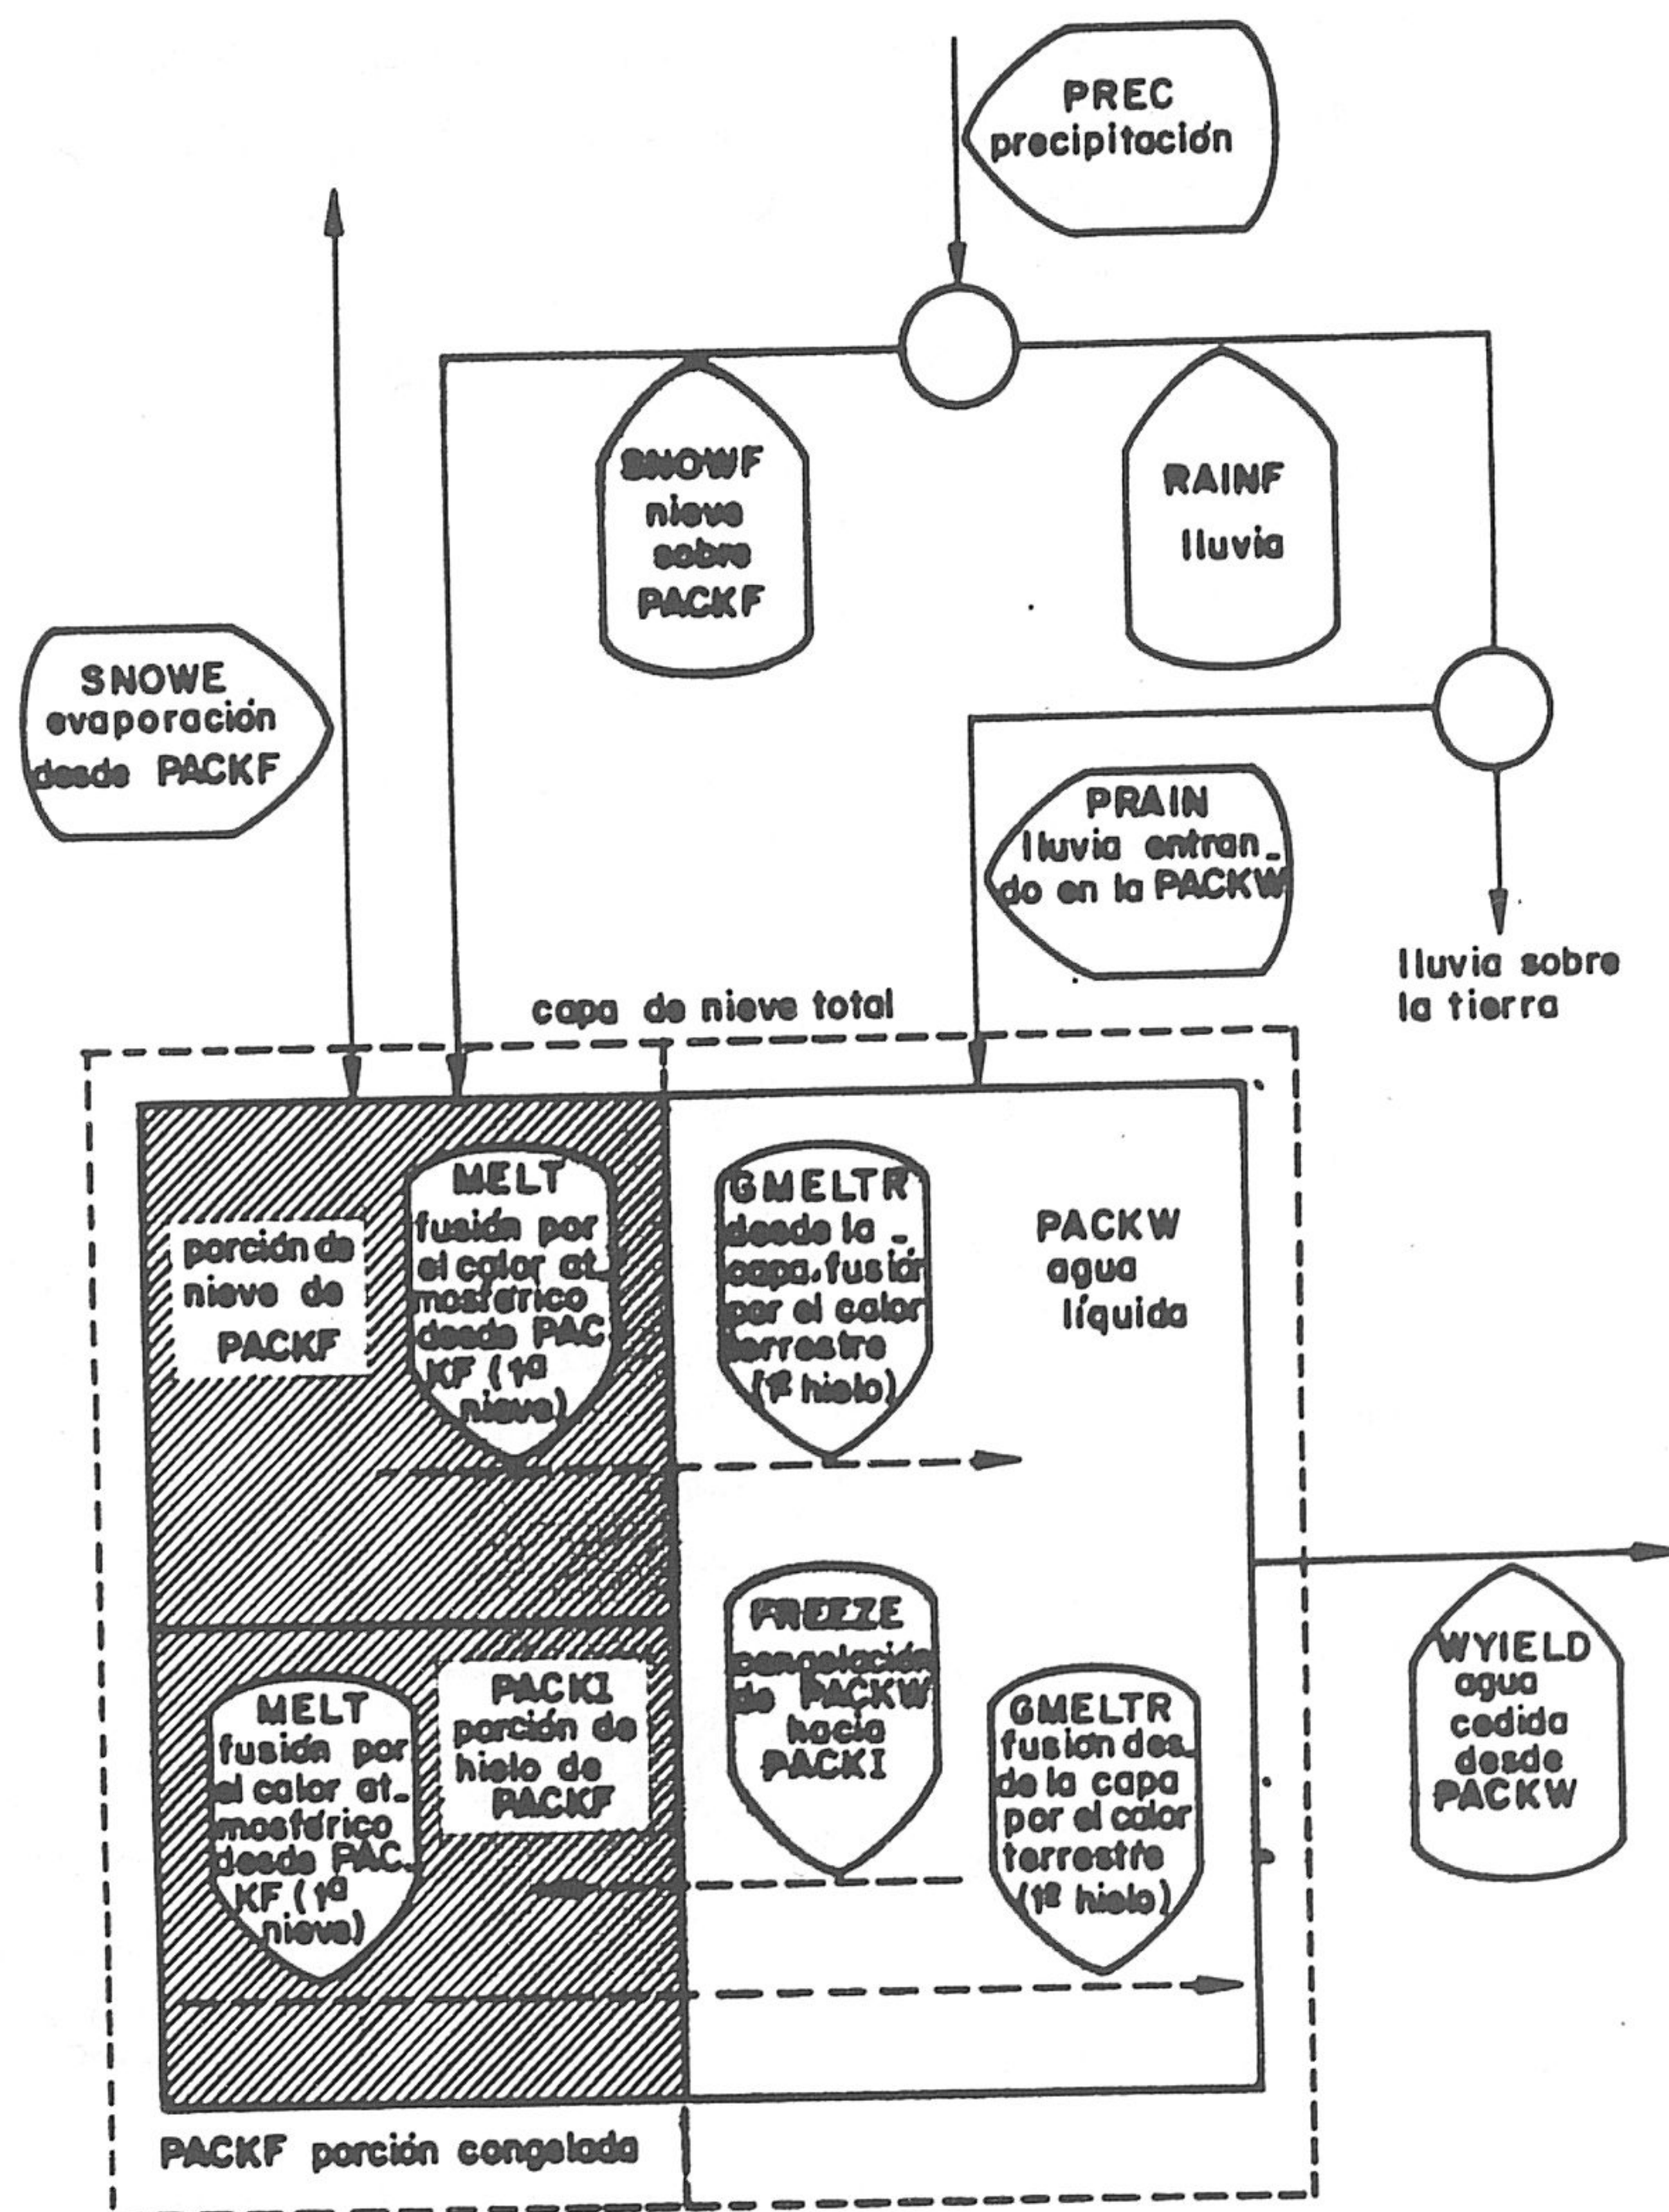 PREC
precipitación
SNOWF
nieve
sobre
PACKF
RAINF
lluvia
SNOWE
evaporación
desde PACKF
PRAIN
lluvia entran_
do en la PACKW
lluvia sobre
la tierra
capa de nieve total
porción de
nieve de
PACKF
MELT
fusión por
el calor at_
mosférico
desde PAC
KF (1ª
nieve)
GMELTR
desde la _
capa.fusión
por el calor
terrestre
(1º hielo)
PACKW
agua
líquida
MELT
fusión por
el calor at_
mosférico
desde PAC_
KF (1ª
nieve)
PACKI
porción de
hielo de
PACKF
FREEZE
congelación
de PACKW
hacia
PACKI
GMELTR
fusión des_
de la capa
por el calor
terrestre
(1º hielo)
WYIELD
agua
cedida
desde
PACKW
PACKF porción congelada